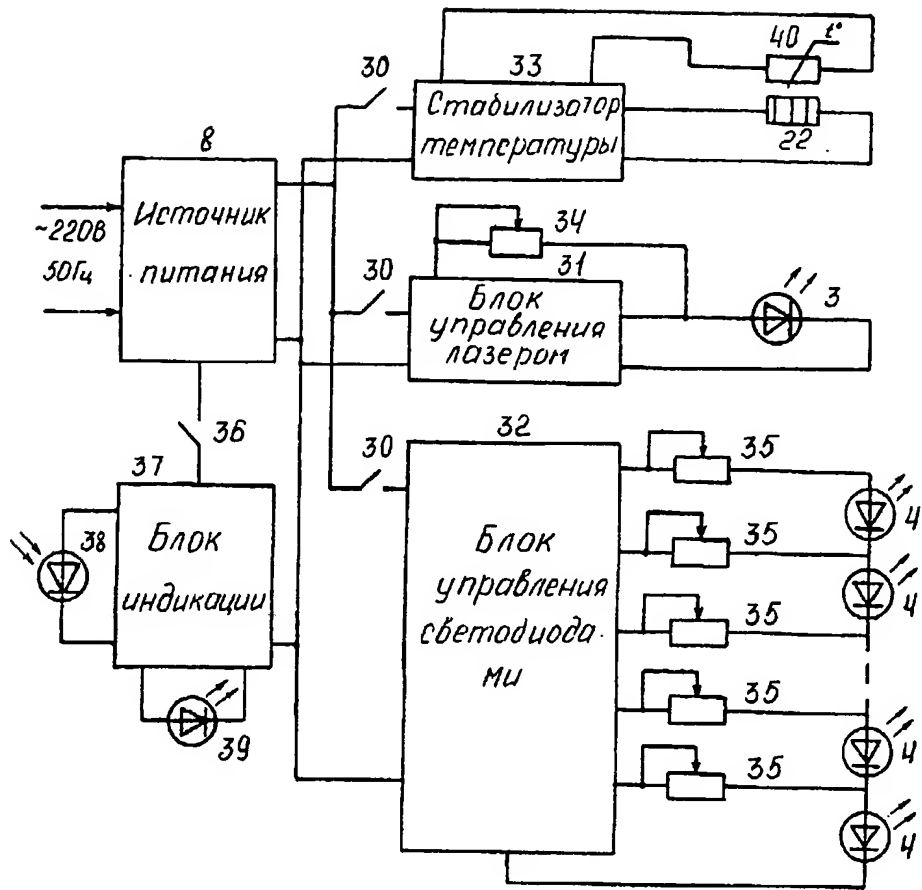 40
t°
30
33
Стабилизатор
температуры
22
8
Источник
питания
~220В
50Гц
34
30
31
Блок
управления
лазером
3
36
30
32
Блок
управления
светодиода-
ми
35
35
35
35
35
4
4
4
4
37
Блок
индикации
38
39